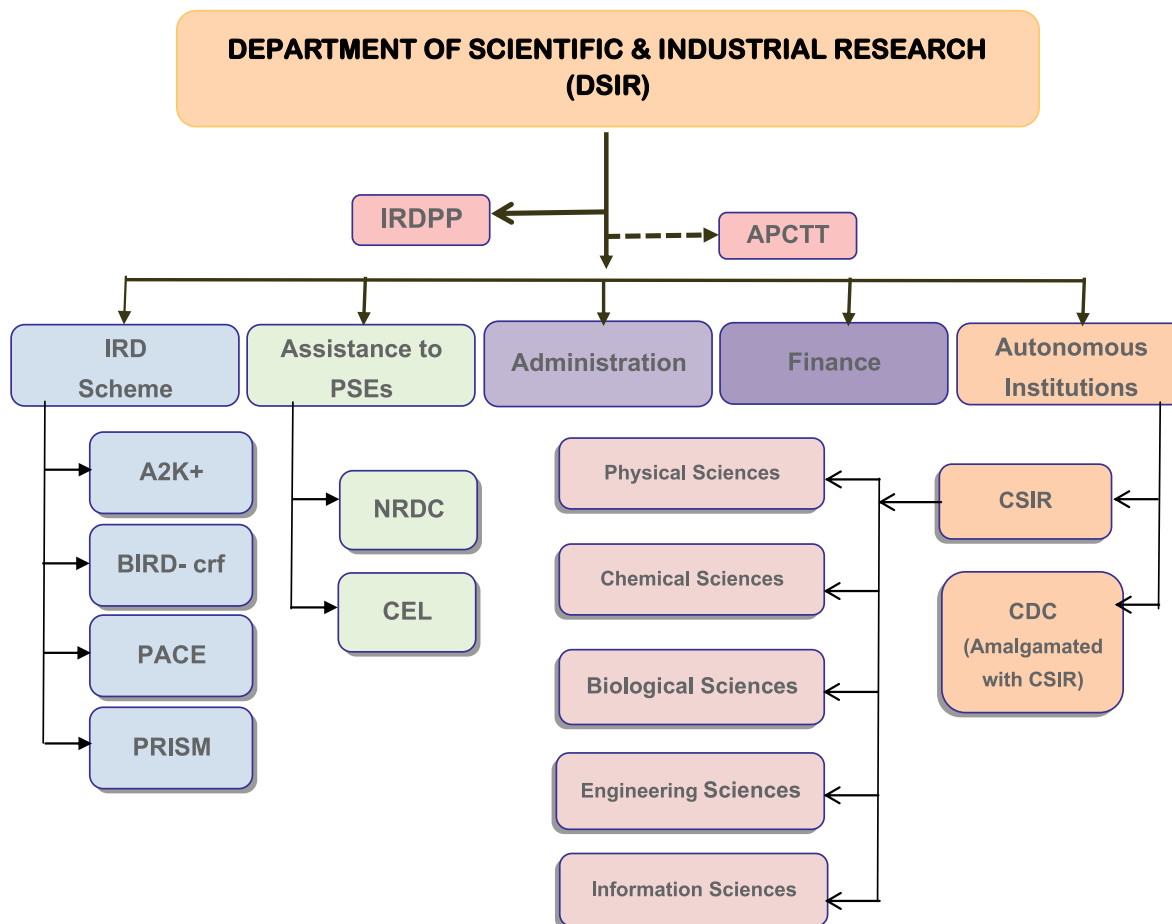 DEPARTMENT OF SCIENTIFIC & INDUSTRIAL RESEARCH
(DSIR)
IRDPP
APCTT
IRD
Scheme
Assistance to
PSEs
Administration
Finance
Autonomous
Institutions
A2K+
BIRD- crf
PACE
PRISM
NRDC
CEL
Physical Sciences
Chemical Sciences
Biological Sciences
Engineering Sciences
Information Sciences
CSIR
CDC
(Amalgamated
with CSIR)